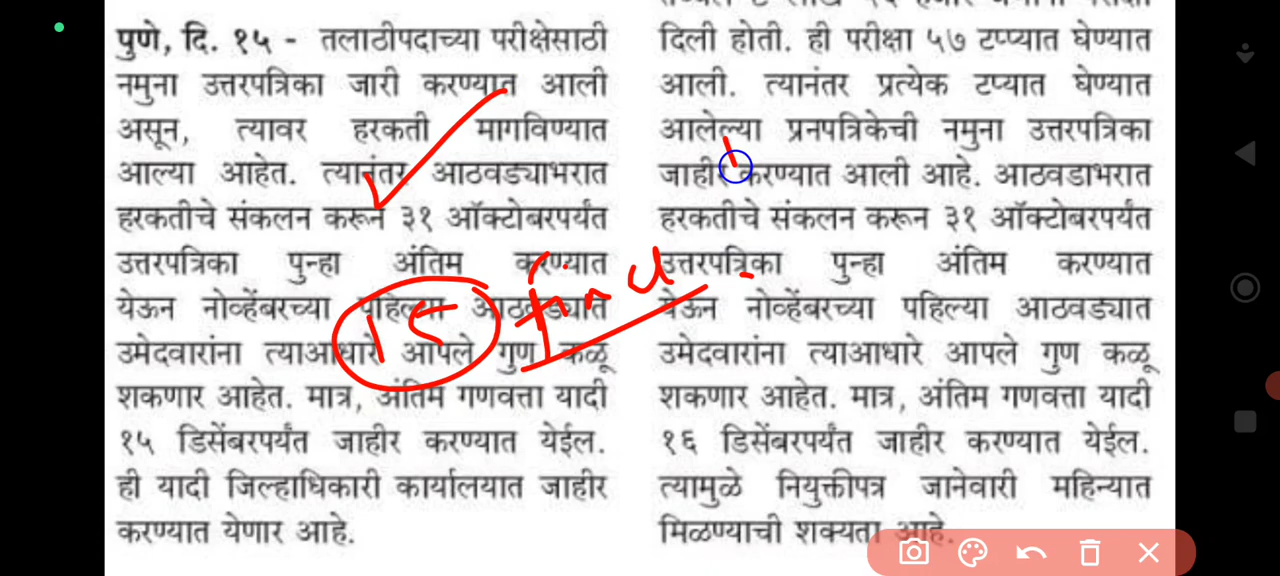 पुणे, दि. १५ - तलाठीपदाच्या परीक्षेसाठी
नमुना उत्तरपत्रिका जारी करण्यात आली
असून, त्यावर हरकती मागविण्यात
आल्या आहेत. त्यानंतर आठवड्याभरात
हरकतीचे संकलन करून ३१ ऑक्टोबरपर्यंत
उत्तरपत्रिका पुन्हा अंतिम करण्यात
येऊन नोव्हेंबरच्या पहिल्या आठवड्यात
उमेदवारांना त्याआधारे आपले गुण कळू
शकणार आहेत. मात्र, अंतिम गणवत्ता यादी
१५ डिसेंबरपर्यंत जाहीर करण्यात येईल.
ही यादी जिल्हाधिकारी कार्यालयात जाहीर
करण्यात येणार आहे.
15
दिली होती. ही परीक्षा ५७ टप्प्यात घेण्यात
आली. त्यानंतर प्रत्येक टप्यात घेण्यात
आलेल्या प्रनपत्रिकेची नमुना उत्तरपत्रिका
जाहीर करण्यात आली आहे. आठवडाभरात
हरकतीचे संकलन करून ३१ ऑक्टोबरपर्यंत
उत्तरपत्रिका पुन्हा अंतिम करण्यात
येऊन नोव्हेंबरच्या पहिल्या आठवड्यात
उमेदवारांना त्याआधारे आपले गुण कळू
शकणार आहेत. मात्र, अंतिम गणवत्ता यादी
१६ डिसेंबरपर्यंत जाहीर करण्यात येईल.
त्यामुळे नियुक्तीपत्र जानेवारी महिन्यात
मिळण्याची शक्यता आहे.